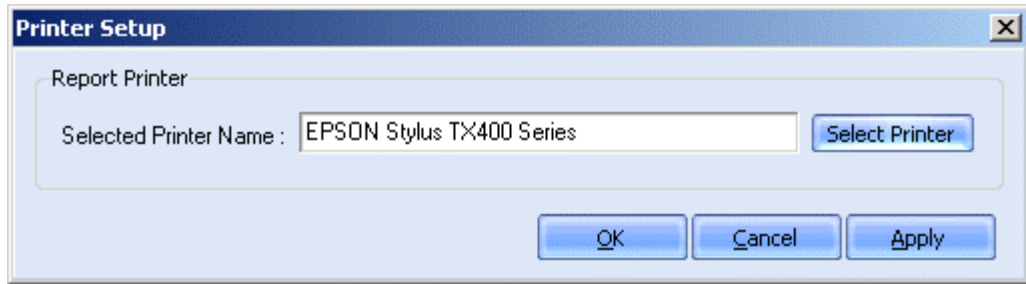 Printer Setup
Report Printer
Selected Printer Name : EPSON Stylus TX400 Series Select Printer
OK Cancel Apply